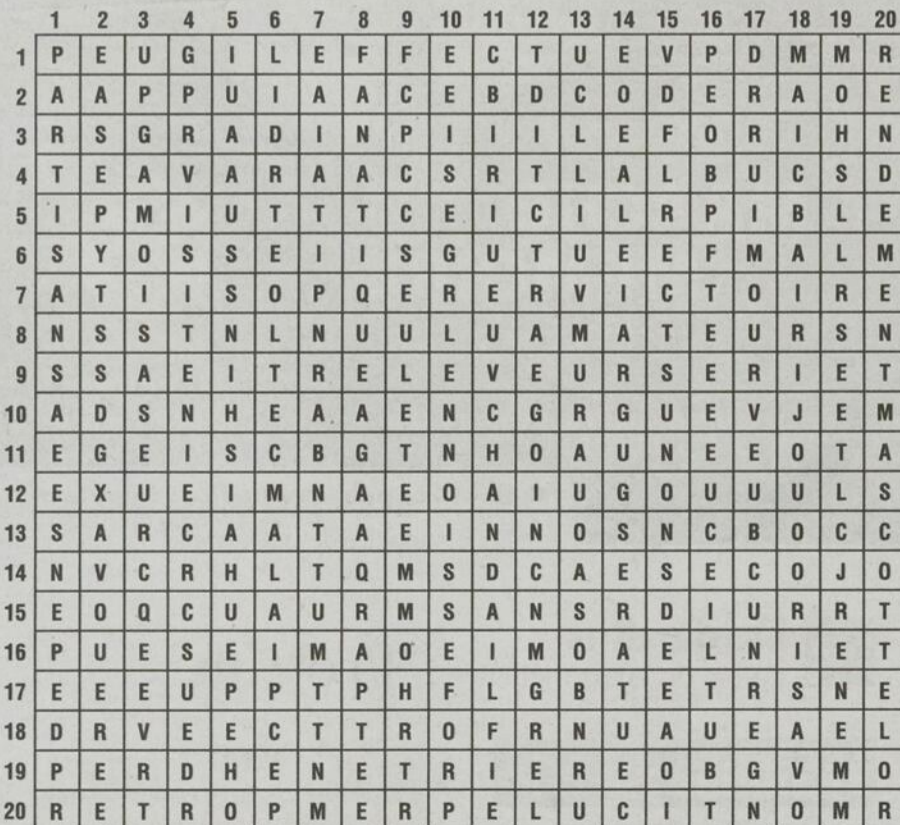 1 2 3 4 5 6 7 8 9 10 11 12 13 14 15 16 17 18 19 20
1 P E U G I L E F F E C T U E V P D M M R
2 A A P P U I A A C E B D C O D E R A O E
3 R S G R A D I N P I I I L E F O R I H N
4 T E A V A R A A C S R T L A L B U C S D
5 I P M I U T T T C E I C I L R P I B L E
6 S Y O S S E I I S G U T U E E F M A L M
7 A T I I S O P Q E R E R V I C T O I R E
8 N S S T N L N U U L U A M A T E U R S N
9 S S A E I T R E L E V E U R S E R I E T
10 A D S N H E A A E N C G R G U E V J E M
11 E G E I S C B G T N H O A U N E E O T A
12 E X U E I M N A E O A I U G O U U U L S
13 S A R C A A T A E I N N O S N C B O C C
14 N V C R H L T Q M S D C A E S E C O J O
15 E O Q C U A U R M S A N S R D I U R R T
16 P U E S E I M A O E I M O A E L N I E T
17 E E E U P P T P H F L G B T E T R S N E
18 D R V E E C T T R O F R N U A U E A E L
19 P E R D H E N E T R I E R E O B G V M O
20 R E T R O P M E R P E L U C I T N O M R